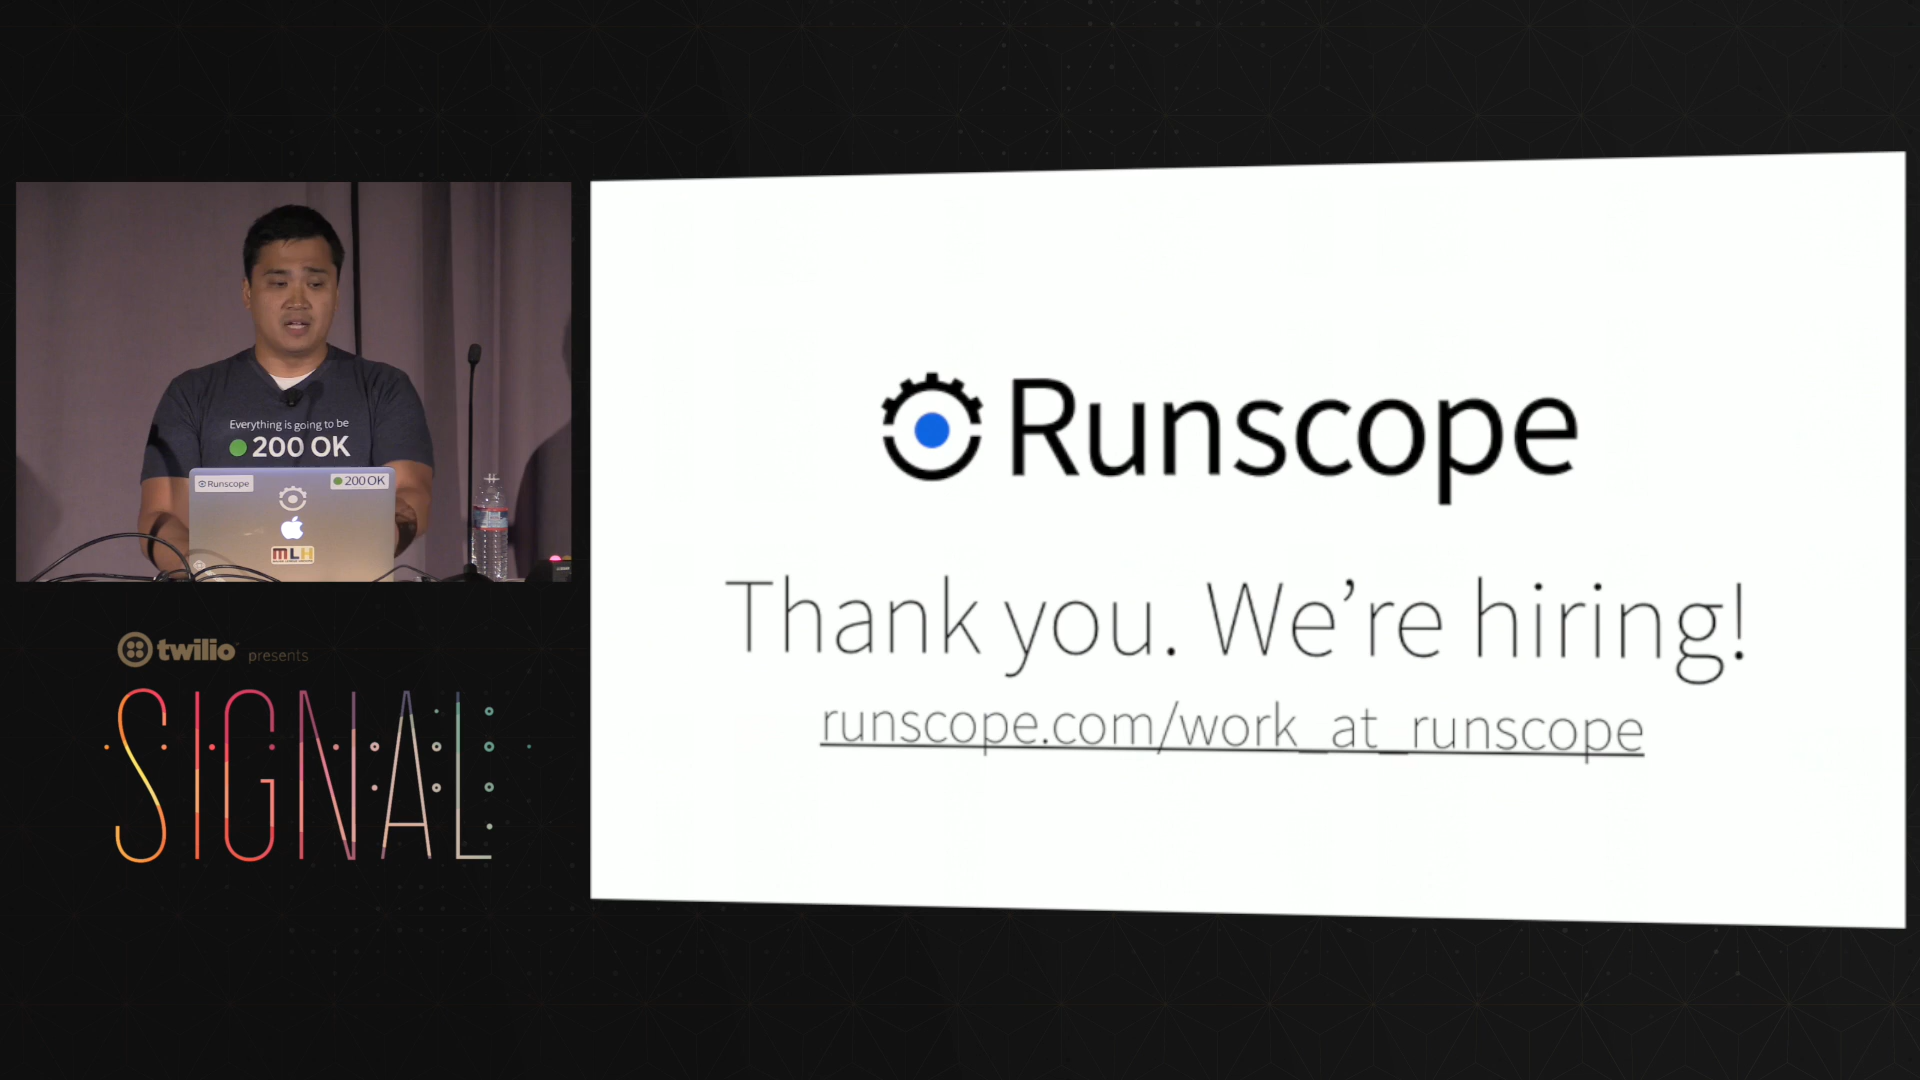 Everything is going to be
200 OK
Runscope
200 OK
MLH
twilio presents
SIGNAL
Runscope
Thank you. We’re hiring!
runscope.com/work_at_runscope